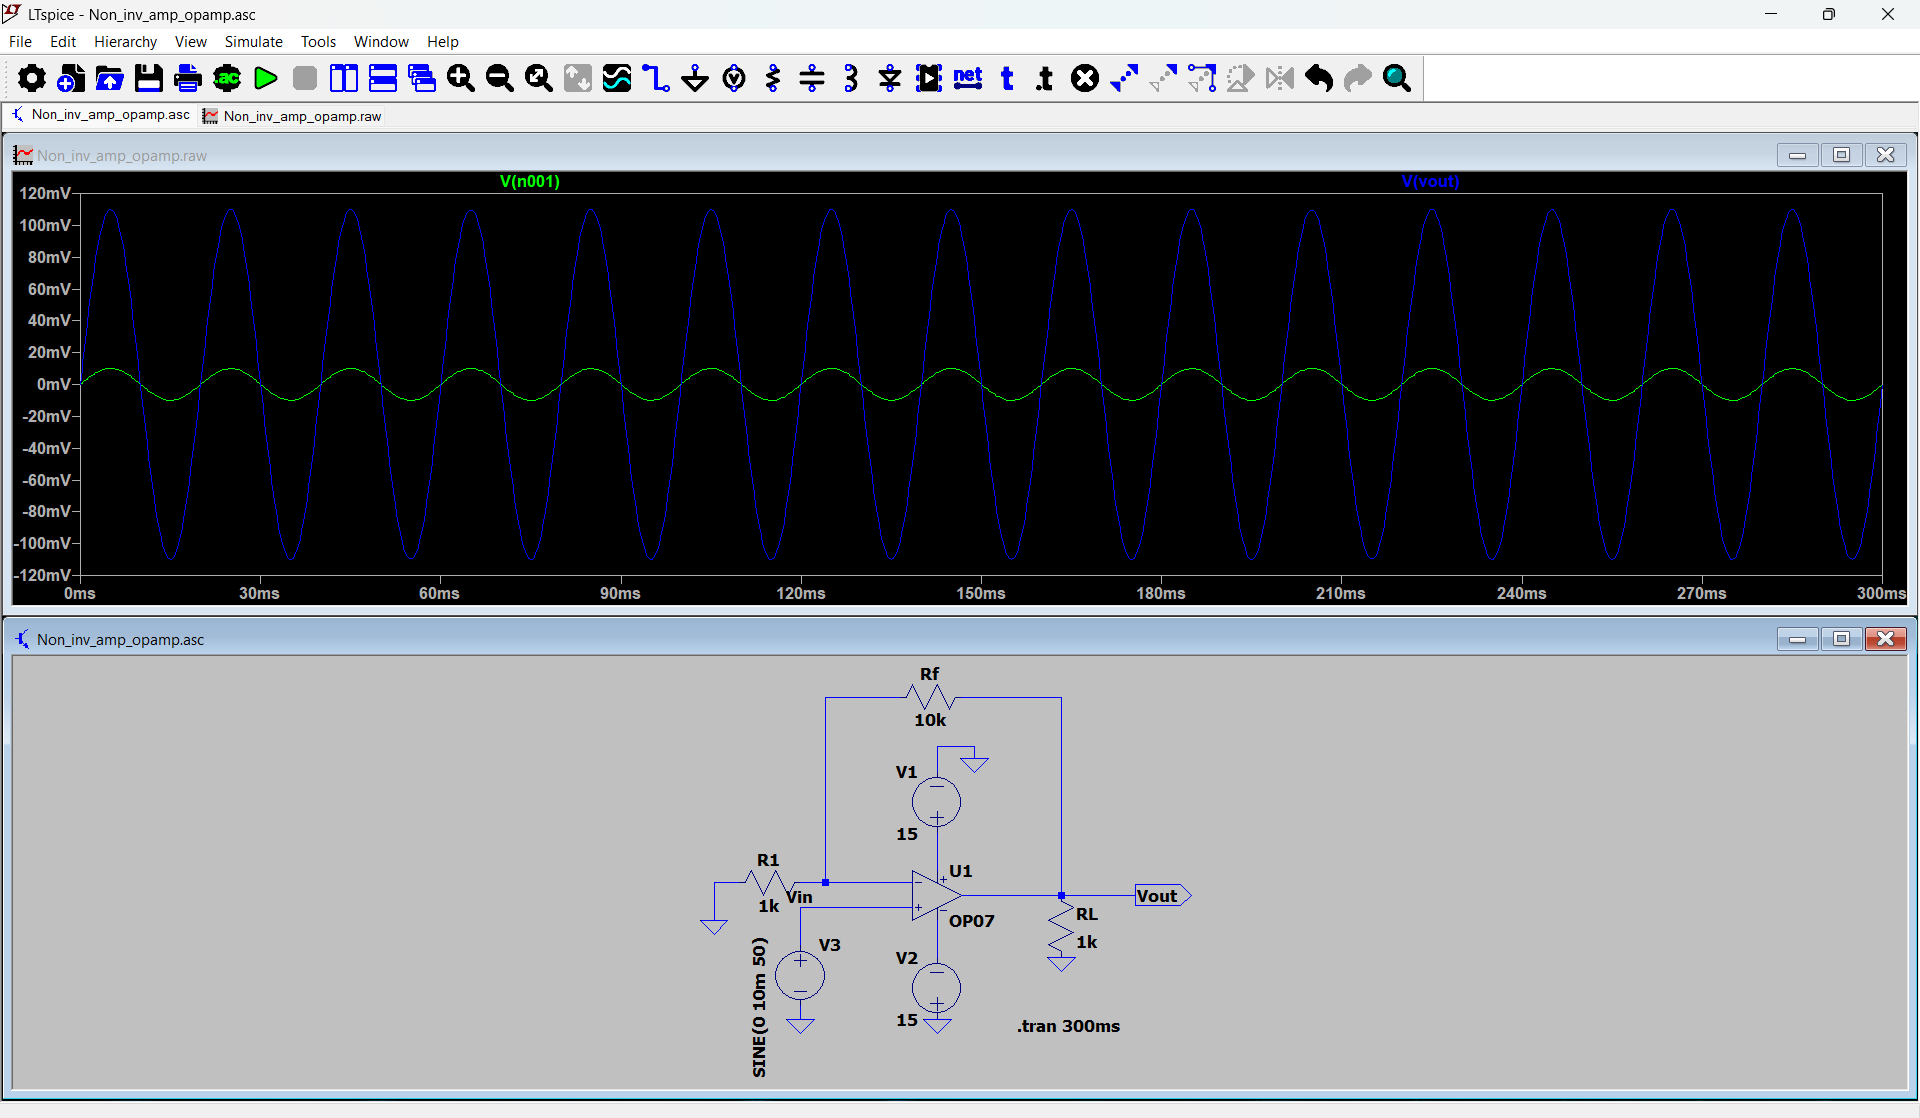 LTspice - Non_inv_amp_opamp.asc
File Edit Hierarchy View Simulate Tools Window Help
.ac net t .t
Non_inv_amp_opamp.asc Non_inv_amp_opamp.raw
Non_inv_amp_opamp.raw
V(n001) V(vout)
120mV
100mV
80mV
60mV
40mV
20mV
0mV
-20mV
-40mV
-60mV
-80mV
-100mV
-120mV
0ms 30ms 60ms 90ms 120ms 150ms 180ms 210ms 240ms 270ms 300ms
Non_inv_amp_opamp.asc
Rf
10k
V1
15
R1
1k
Vin
U1
OP07
Vout
RL
1k
V3
SINE(0 10m 50)
V2
15
.tran 300ms